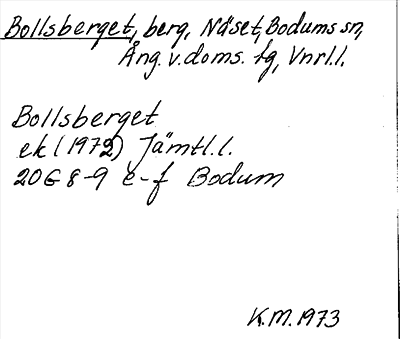 Bollsberget, berg, Näset, Bodums sn,
Ång. v. doms. tg, Vnrl. l.
Bollsberget
ek (1972) Jämtl. l.
20G 8-9 e-f Bodum
K.M. 1973